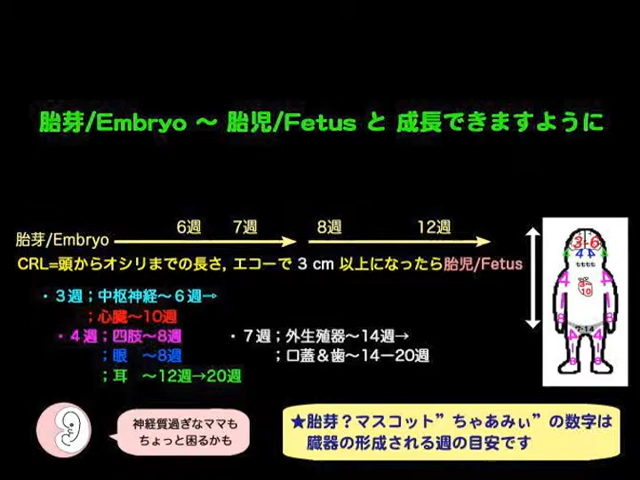 胎芽/Embryo ～ 胎児/Fetus と 成長できますように
6週 7週 8週 12週
胎芽/Embryo
CRL=頭からオシリまでの長さ, エコーで 3 cm 以上になったら胎児/Fetus
・３週；中枢神経～６週→
；心臓～10週
・４週；四肢～8週
・７週；外生殖器～14週→
；眼 ～8週
；口蓋＆歯～14ー20週
；耳 ～12週→20週
3-6
7-14
神経質過ぎなママも
ちょっと困るかも
★胎芽？マスコット”ちゃあみぃ”の数字は
臓器の形成される週の目安です